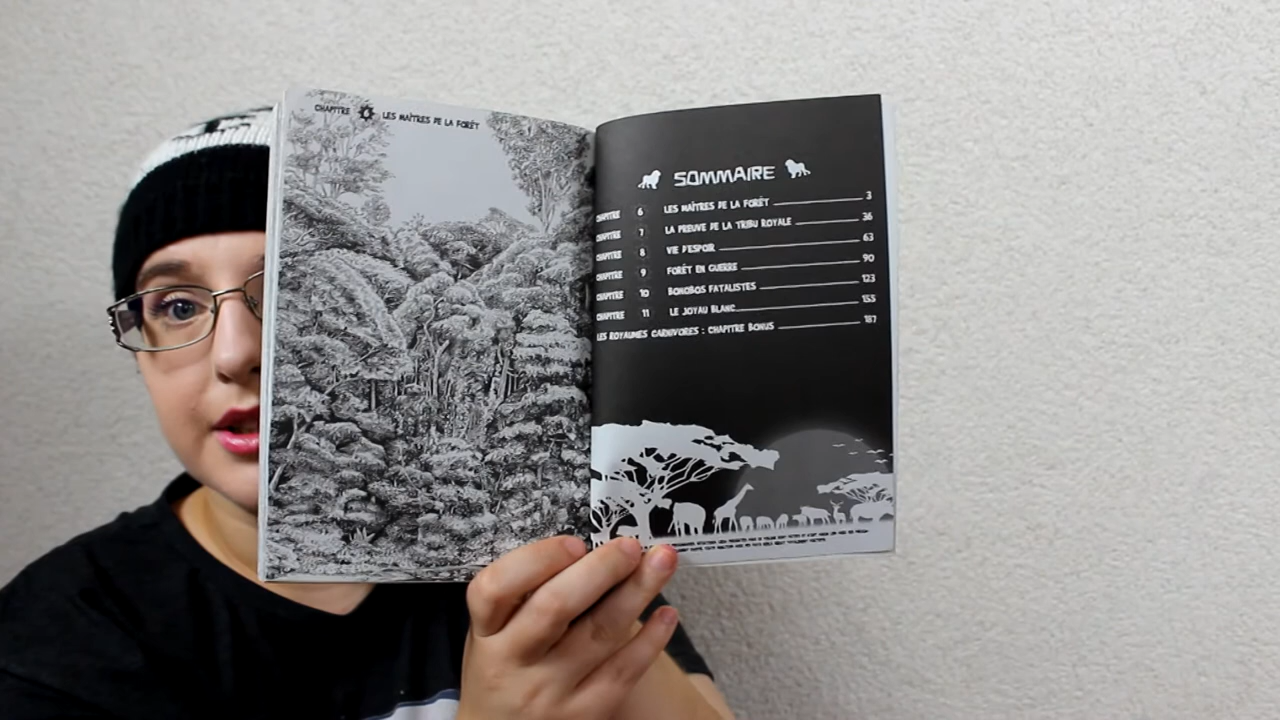 CHAPITRE 6 LES MAÎTRES DE LA FORÊT
SOMMAIRE
CHAPITRE 6 LES MAÎTRES DE LA FORÊT 3
CHAPITRE 7 LA PREUVE DE LA TRIBU ROYALE 36
CHAPITRE 8 VIE D'ESPOIR 63
CHAPITRE 9 FORÊT EN GUERRE 90
CHAPITRE 10 BONOBOS FATALISTES 123
CHAPITRE 11 LE JOYAU BLANC 155
LES ROYAUMES CARNIVORES : CHAPITRE BONUS 187